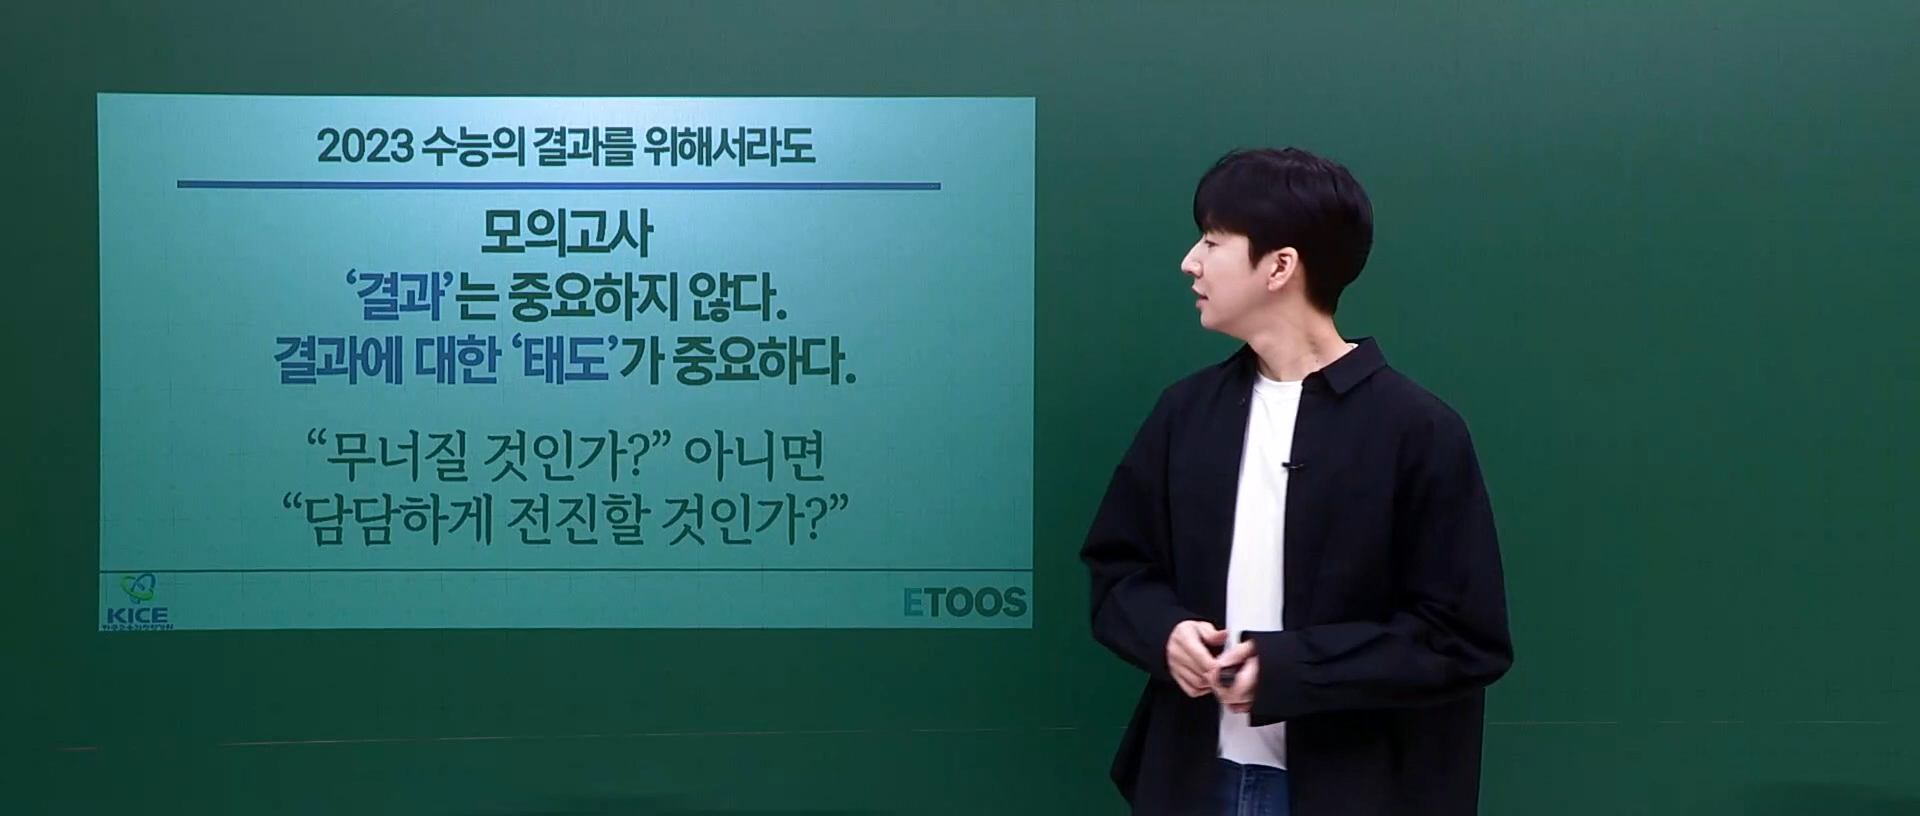 2023 수능의 결과를 위해서라도
모의고사
‘결과’는 중요하지 않다.
결과에 대한 ‘태도’가 중요하다.
“무너질 것인가?” 아니면
“담담하게 전진할 것인가?”
KICE
ETOOS